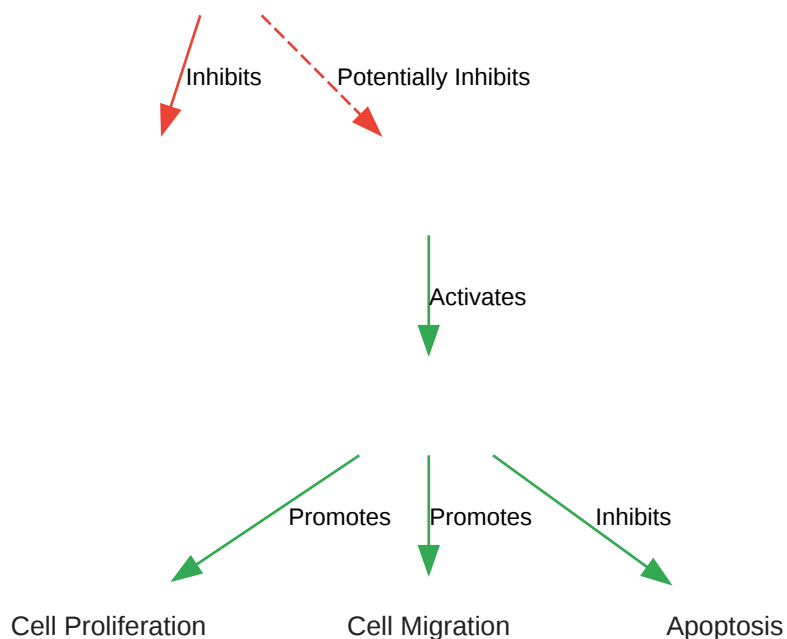 Inhibits
Potentially Inhibits
Activates
Promotes
Promotes
Inhibits
Cell Proliferation
Cell Migration
Apoptosis